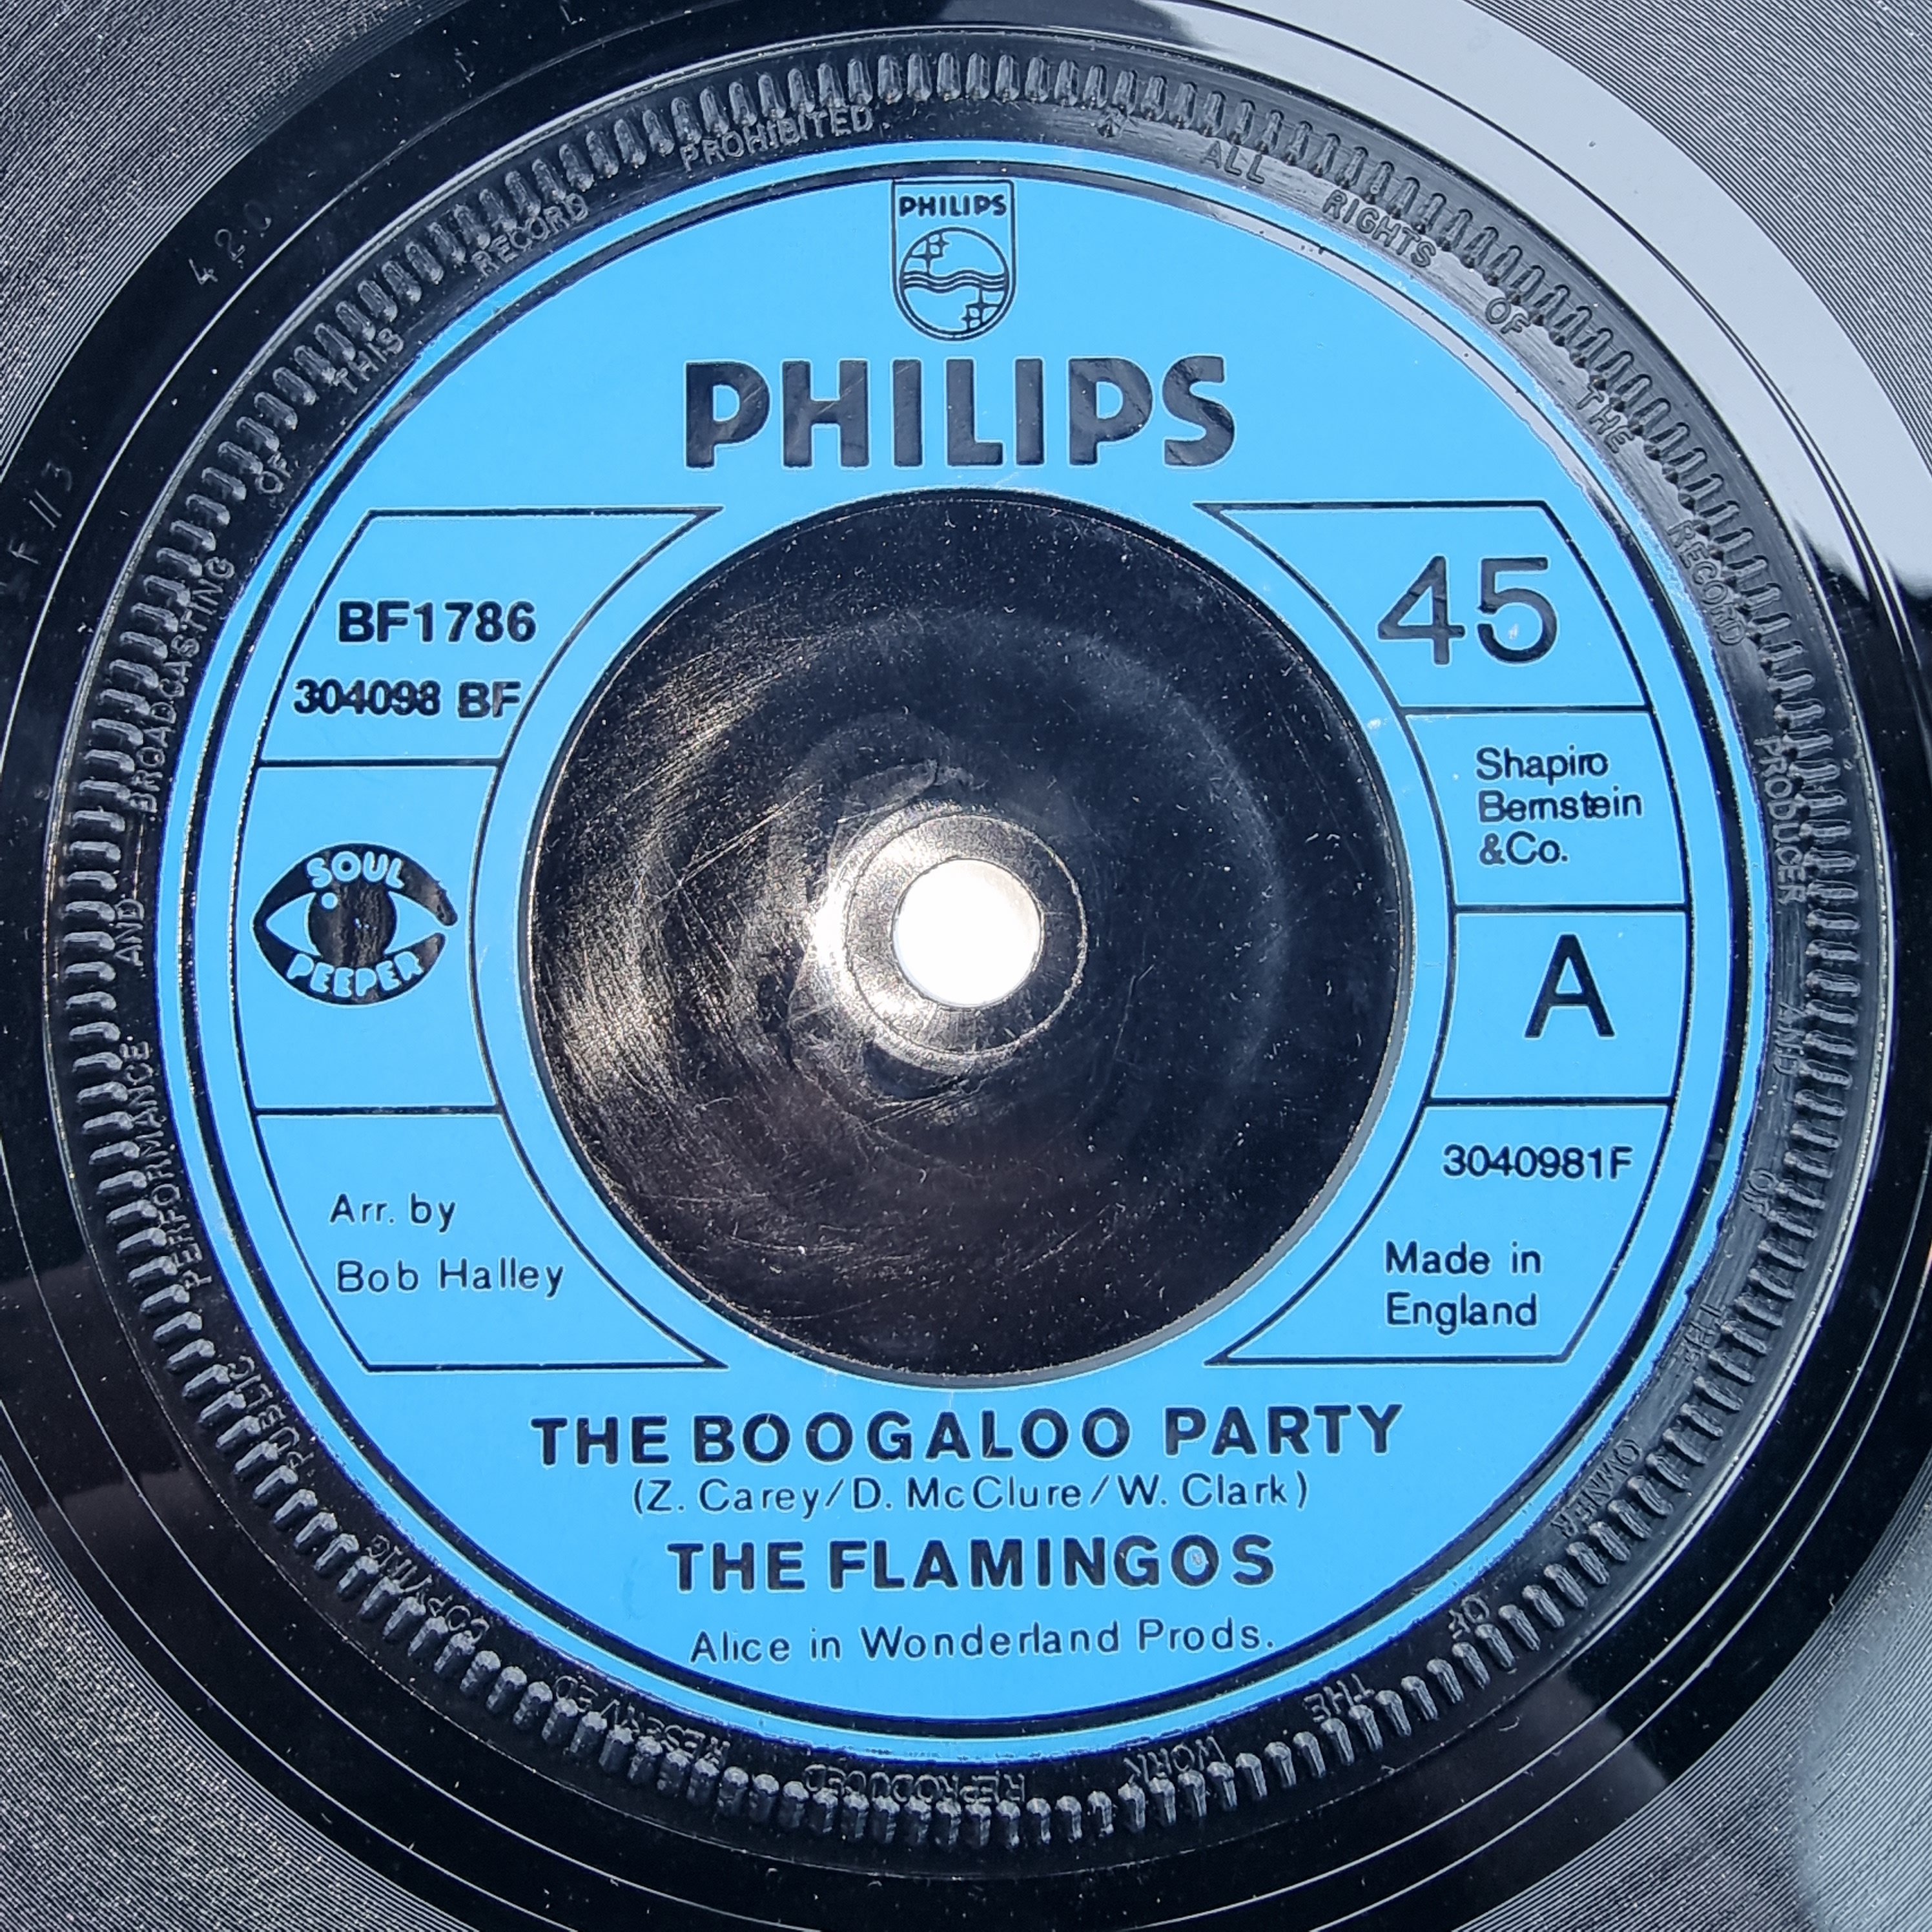 PHILIPS
PHILIPS
BF1786
304098 BF
SOUL
PEEPER
Arr. by
Bob Halley
45
Shapiro
Bernstein
&Co.
A
3040981F
Made in
England
THE BOOGALOO PARTY
(Z. Carey/D. McClure/W. Clark)
THE FLAMINGOS
Alice in Wonderland Prods.
ALL RIGHTS OF THE RECORD PRODUCER AND OF THE OWNER OF THE WORK REPRODUCED RESERVED COPYING PUBLIC PERFORMANCE AND BROADCASTING OF THIS RECORD PROHIBITED.
420